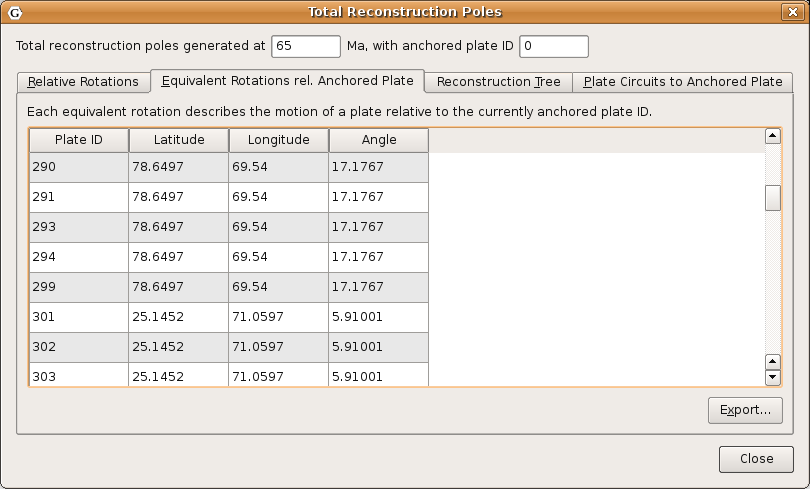 Total Reconstruction Poles
Total reconstruction poles generated at 65 Ma, with anchored plate ID 0
Relative Rotations Equivalent Rotations rel. Anchored Plate Reconstruction Tree Plate Circuits to Anchored Plate
Each equivalent rotation describes the motion of a plate relative to the currently anchored plate ID.
Plate ID Latitude Longitude Angle
290 78.6497 69.54 17.1767
291 78.6497 69.54 17.1767
293 78.6497 69.54 17.1767
294 78.6497 69.54 17.1767
299 78.6497 69.54 17.1767
301 25.1452 71.0597 5.91001
302 25.1452 71.0597 5.91001
303 25.1452 71.0597 5.91001
Export...
Close